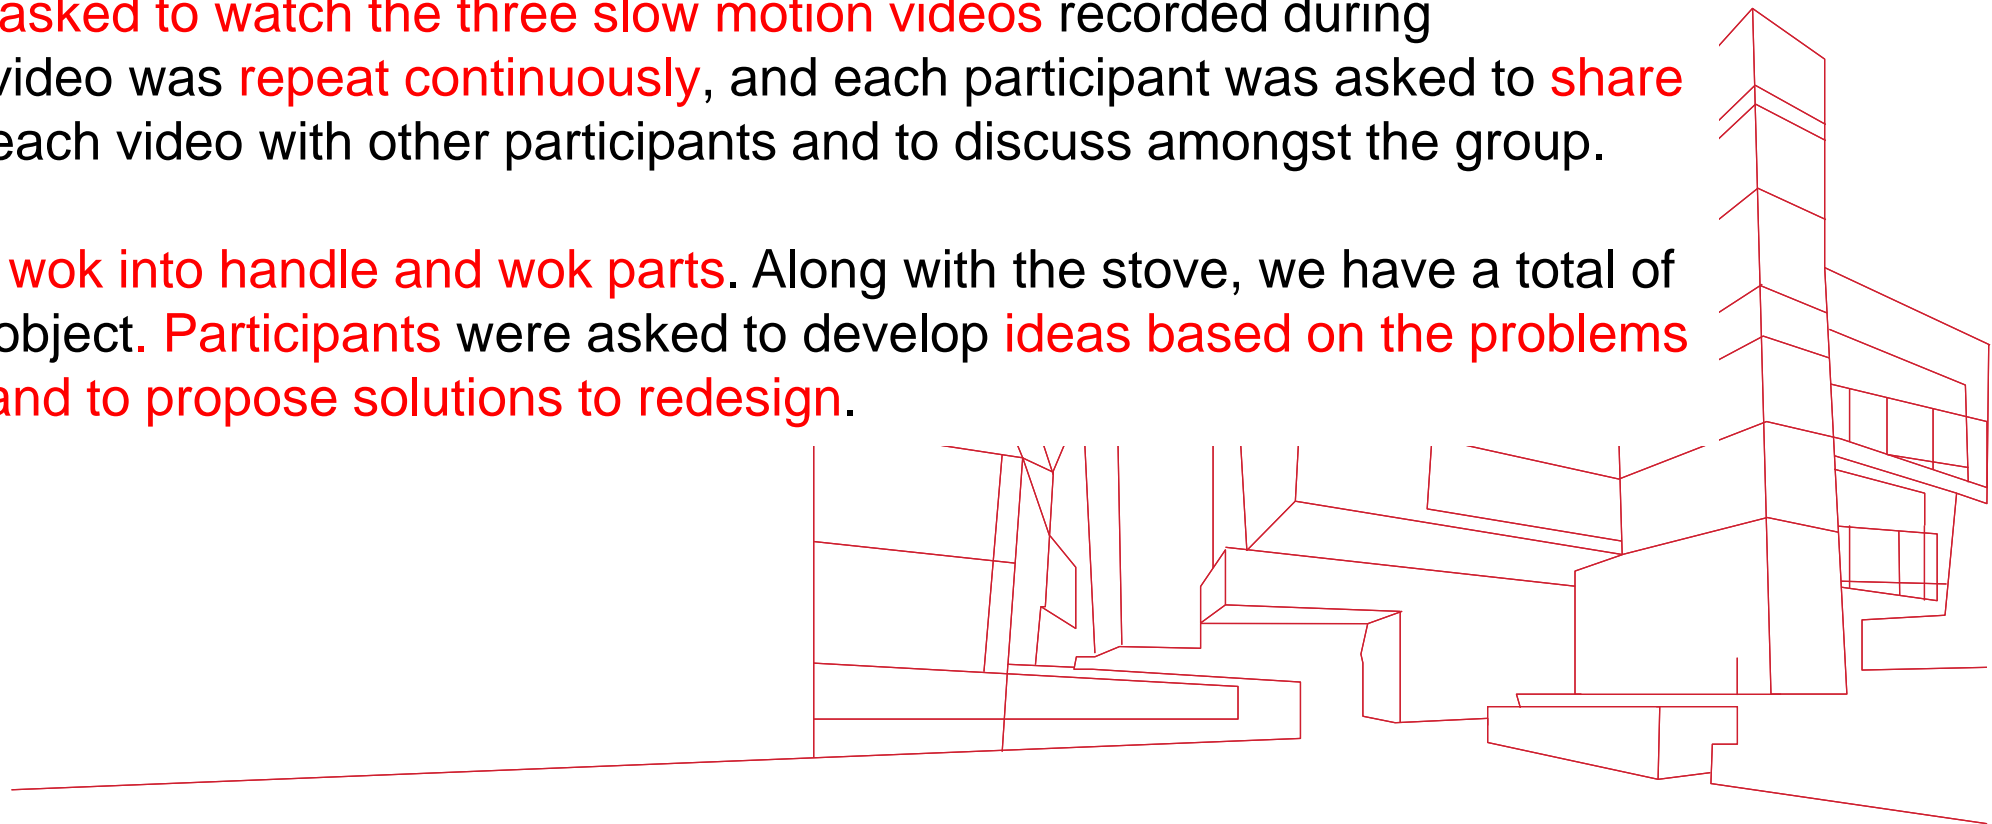 asked to watch the three slow motion videos recorded during
video was repeat continuously, and each participant was asked to share
each video with other participants and to discuss amongst the group.
wok into handle and wok parts. Along with the stove, we have a total of
object. Participants were asked to develop ideas based on the problems
and to propose solutions to redesign.